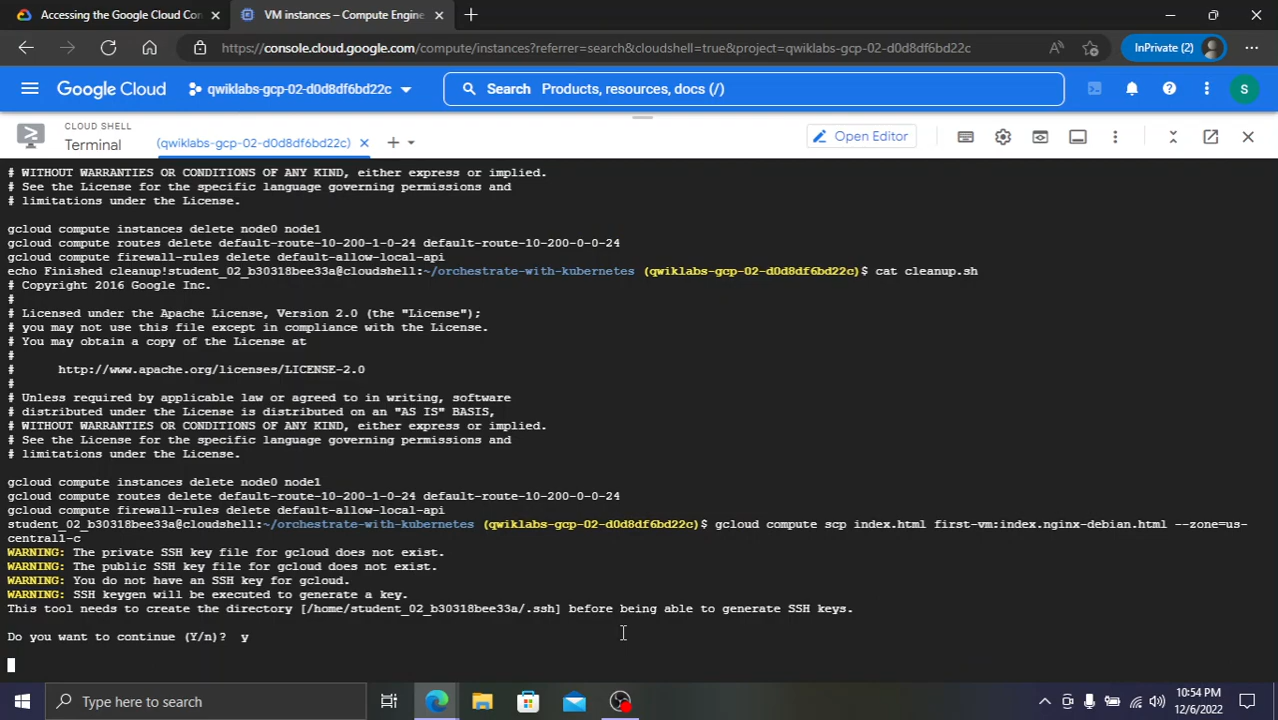 Accessing the Google Cloud Con
VM instances – Compute Engine
https://console.cloud.google.com/compute/instances?referrer=search&cloudshell=true&project=qwiklabs-gcp-02-d0d8df6bd22c
InPrivate (2)
Google Cloud
qwiklabs-gcp-02-d0d8df6bd22c
Search Products, resources, docs (/)
S
CLOUD SHELL
Terminal
(qwiklabs-gcp-02-d0d8df6bd22c)
Open Editor
# WITHOUT WARRANTIES OR CONDITIONS OF ANY KIND, either express or implied.
# See the License for the specific language governing permissions and
# limitations under the License.
gcloud compute instances delete node0 node1
gcloud compute routes delete default-route-10-200-1-0-24 default-route-10-200-0-0-24
gcloud compute firewall-rules delete default-allow-local-api
echo Finished cleanup!student_02_b30318bee33a@cloudshell:~/orchestrate-with-kubernetes (qwiklabs-gcp-02-d0d8df6bd22c)$ cat cleanup.sh
# Copyright 2016 Google Inc.
#
# Licensed under the Apache License, Version 2.0 (the "License");
# you may not use this file except in compliance with the License.
# You may obtain a copy of the License at
#
# http://www.apache.org/licenses/LICENSE-2.0
#
# Unless required by applicable law or agreed to in writing, software
# distributed under the License is distributed on an "AS IS" BASIS,
# WITHOUT WARRANTIES OR CONDITIONS OF ANY KIND, either express or implied.
# See the License for the specific language governing permissions and
# limitations under the License.
gcloud compute instances delete node0 node1
gcloud compute routes delete default-route-10-200-1-0-24 default-route-10-200-0-0-24
gcloud compute firewall-rules delete default-allow-local-api
student_02_b30318bee33a@cloudshell:~/orchestrate-with-kubernetes (qwiklabs-gcp-02-d0d8df6bd22c)$ gcloud compute scp index.html first-vm:index.nginx-debian.html --zone=us-
central1-c
WARNING: The private SSH key file for gcloud does not exist.
WARNING: The public SSH key file for gcloud does not exist.
WARNING: You do not have an SSH key for gcloud.
WARNING: SSH keygen will be executed to generate a key.
This tool needs to create the directory [/home/student_02_b30318bee33a/.ssh] before being able to generate SSH keys.
Do you want to continue (Y/n)? y
Type here to search
10:54 PM
12/6/2022